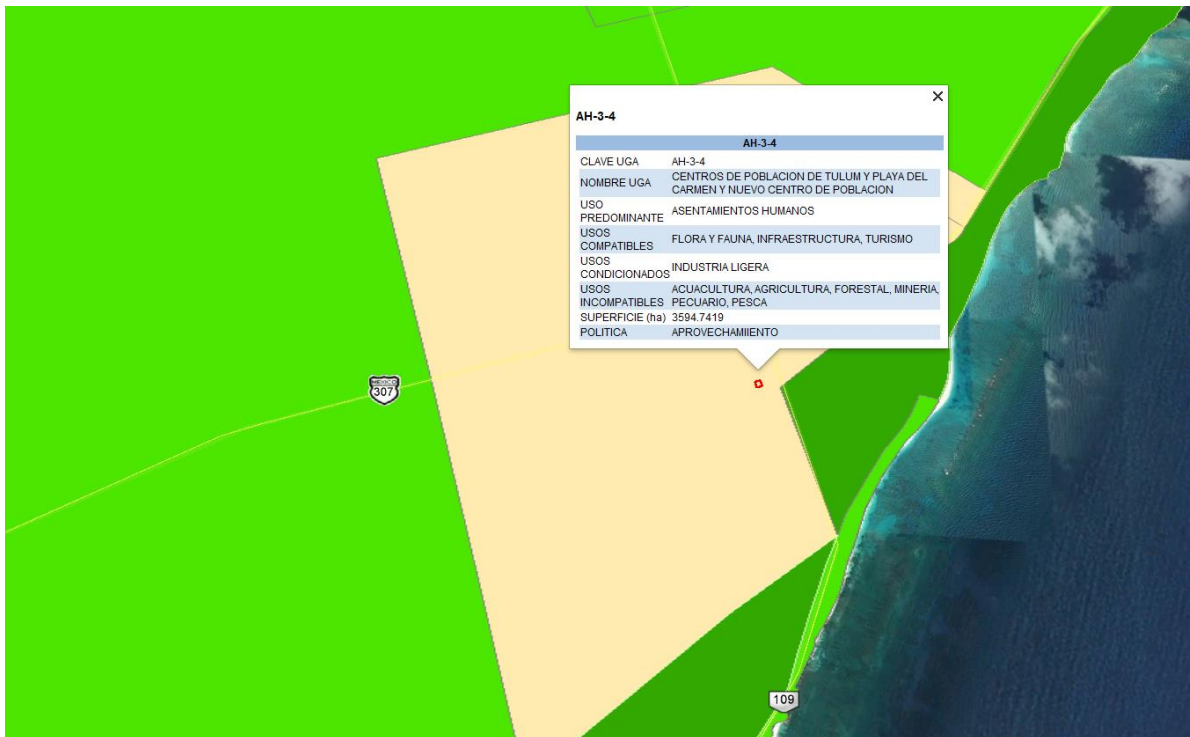 AH-3-4
AH-3-4
CLAVE UGA AH-3-4
NOMBRE UGA CENTROS DE POBLACION DE TULUM Y PLAYA DEL
CARMEN Y NUEVO CENTRO DE POBLACION
USO
PREDOMINANTE ASENTAMIENTOS HUMANOS
USOS
COMPATIBLES FLORA Y FAUNA, INFRAESTRUCTURA, TURISMO
USOS
CONDICIONADOS INDUSTRIA LIGERA
USOS ACUACULTURA, AGRICULTURA, FORESTAL, MINERIA,
INCOMPATIBLES PECUARIO, PESCA
SUPERFICIE (ha) 3594.7419
POLITICA APROVECHAMIIENTO
MEXICO
307
109